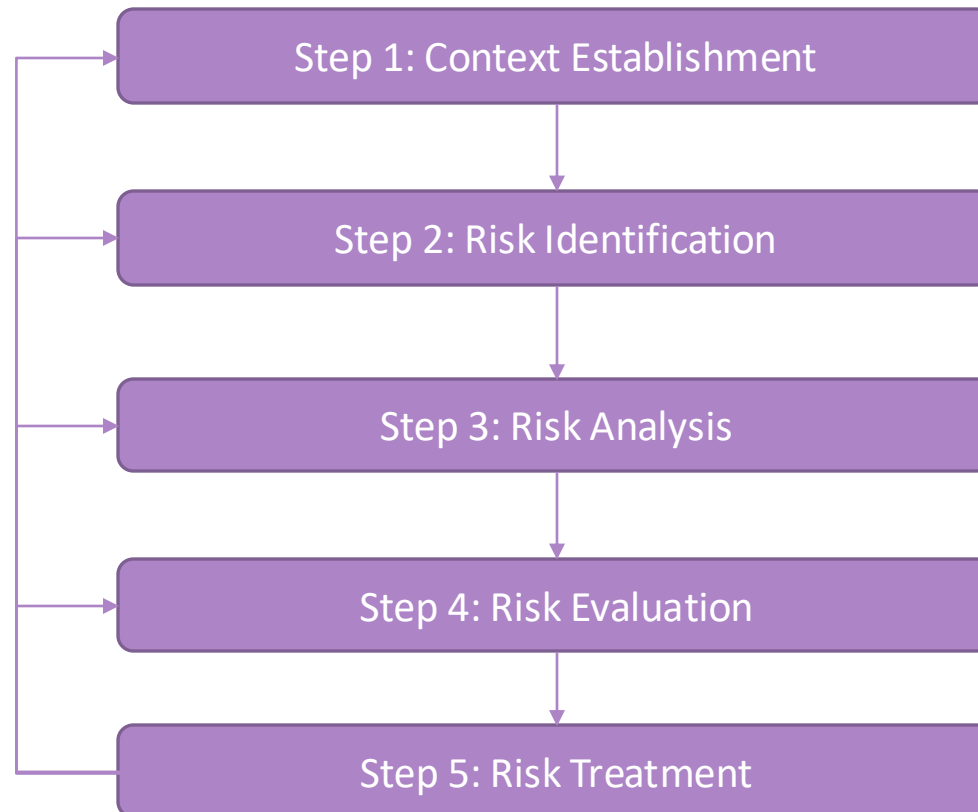 Step 1: Context Establishment
Step 2: Risk Identification
Step 3: Risk Analysis
Step 4: Risk Evaluation
Step 5: Risk Treatment